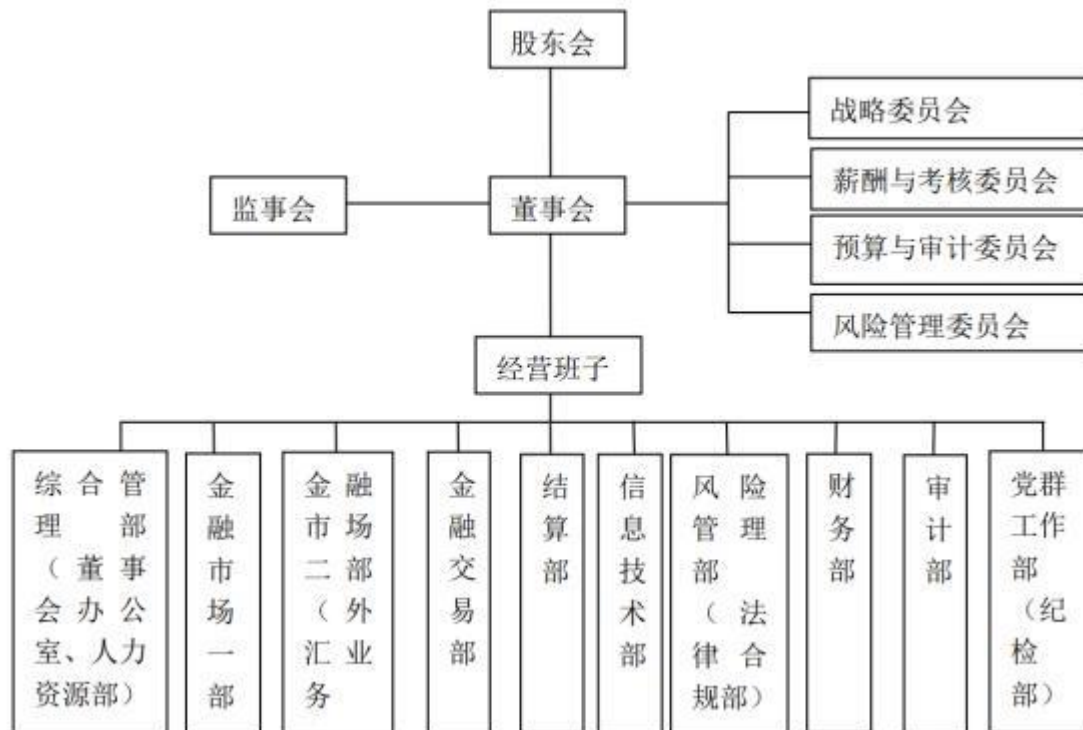 股东会
战略委员会
薪酬与考核委员会
监事会
董事会
预算与审计委员会
风险管理委员会
经营班子
综合管
理部
（董事
会办公
室、人力
资源部）
金融市场一部
金融
市场
二部
（外
汇业
务
金融交易部
结算部
信息技术部
风险
管理
部
（法
律合
规部）
财务部
审计部
党群
工作
部
（纪
检
部）